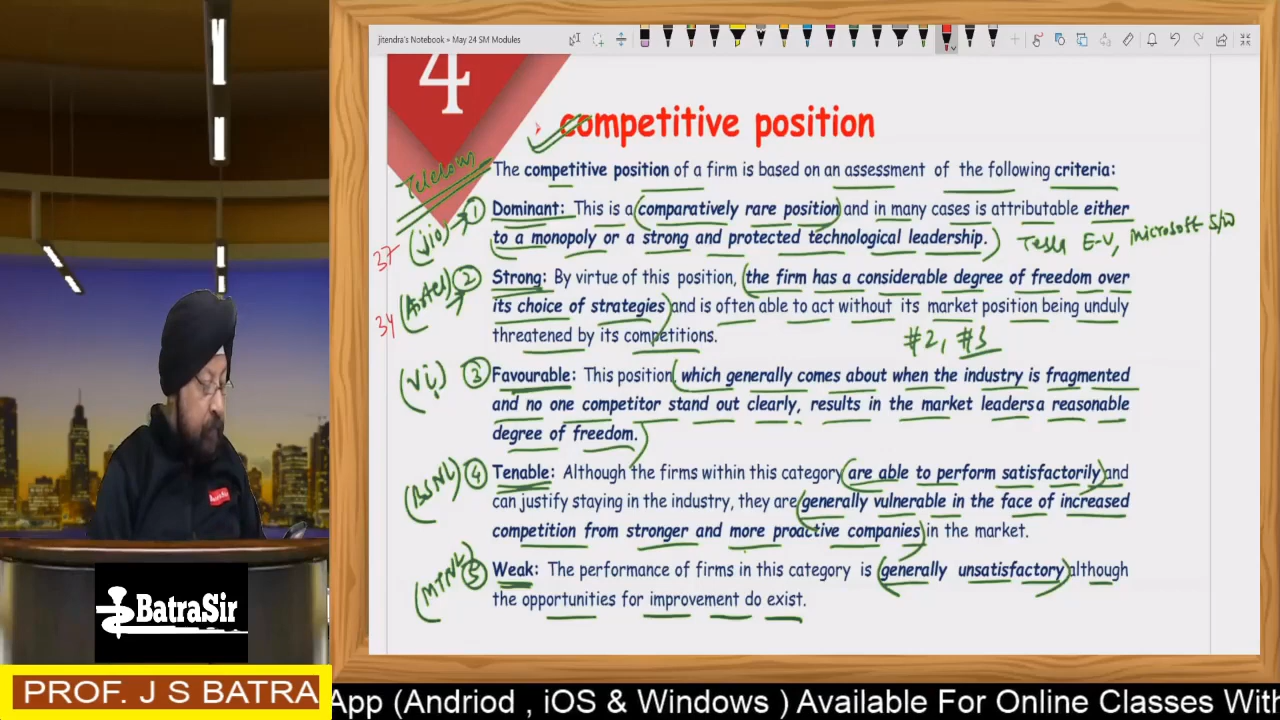 jitendra's Notebook » May 24 SM Modules
4
competitive position
Telecom
The competitive position of a firm is based on an assessment of the following criteria:
1 Dominant: This is a (comparatively rare position) and in many cases is attributable either
(Jio) to a monopoly or a strong and protected technological leadership.) Tesla E-V, Microsoft S/W
37
(Airtel) 2 Strong: By virtue of this position, (the firm has a considerable degree of freedom over
its choice of strategies) and is often able to act without its market position being unduly
34
threatened by its competitions. #2, #3
(Vi) 3 Favourable: This position (which generally comes about when the industry is fragmented
and no one competitor stand out clearly, results in the market leaders a reasonable
degree of freedom.)
(BSNL) 4 Tenable: Although the firms within this category (are able to perform satisfactorily) and
can justify staying in the industry, they are (generally vulnerable in the face of increased
competition from stronger and more proactive companies) in the market.
(MTNL) 5 Weak: The performance of firms in this category is (generally unsatisfactory) although
the opportunities for improvement do exist.
BatraSir
PROF. J S BATRA
App (Andriod , iOS & Windows ) Available For Online Classes With